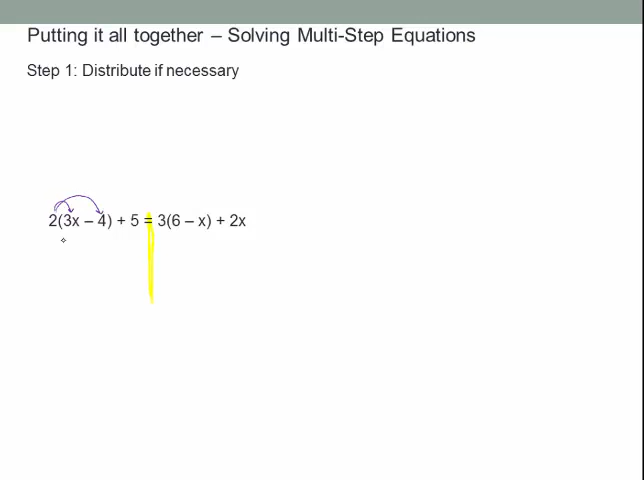 Putting it all together – Solving Multi-Step Equations
Step 1: Distribute if necessary
2(3x – 4) + 5 = 3(6 – x) + 2x